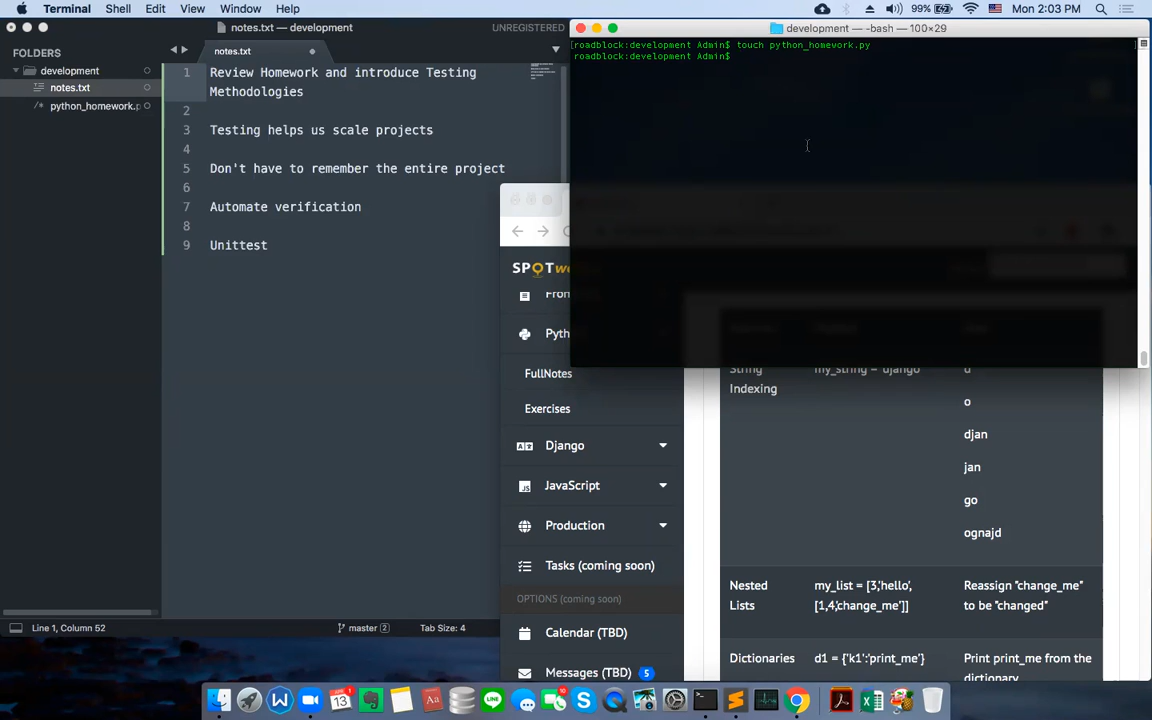 Terminal Shell Edit View Window Help 99% Mon 2:03 PM
notes.txt — development UNREGISTERED
development — -bash — 100×29
[roadblock:development Admin$ touch python_homework.py ]
roadblock:development Admin$
FOLDERS
development
notes.txt
python_homework.p
notes.txt
1 Review Homework and introduce Testing
Methodologies
2
3 Testing helps us scale projects
4
5 Don't have to remember the entire project
6
7 Automate verification
8
9 Unittest
SPOTwe
Fron
Pyth
FullNotes
Exercises
Django
JavaScript
Production
Tasks (coming soon)
OPTIONS (coming soon)
Calendar (TBD)
Messages (TBD) 5
String my_string = 'django' d
Indexing
o
djan
jan
go
ognajd
Nested my_list = [3,'hello', Reassign "change_me"
Lists [1,4,'change_me']] to be "changed"
Dictionaries d1 = {'k1':'print_me'} Print print_me from the
dictionary
Line 1, Column 52 master 2 Tab Size: 4
13 1 10